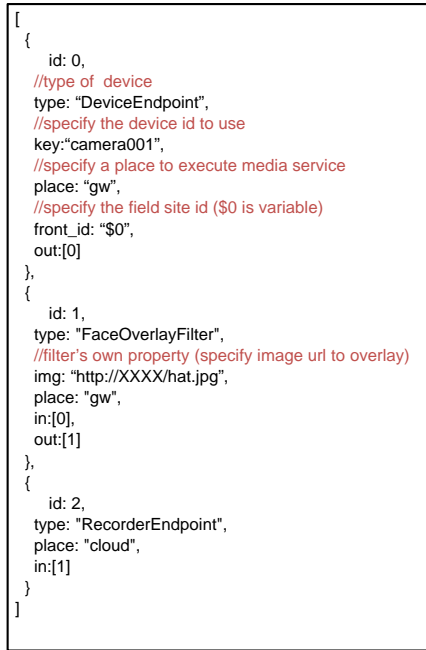 [
{
id: 0,
//type of  device
type: “DeviceEndpoint”,
//specify the device id to use
key:“camera001”,
//specify a place to execute media service
place: “gw”,
//specify the field site id ($0 is variable)
front_id: “$0”,
out:[0]
},
{
id: 1,
type: "FaceOverlayFilter",
//filter’s own property (specify image url to overlay)
img: “http://XXXX/hat.jpg”,
place: "gw",
in:[0],
out:[1]
},
{
id: 2,
type: "RecorderEndpoint",
place: "cloud",
in:[1]
}
]